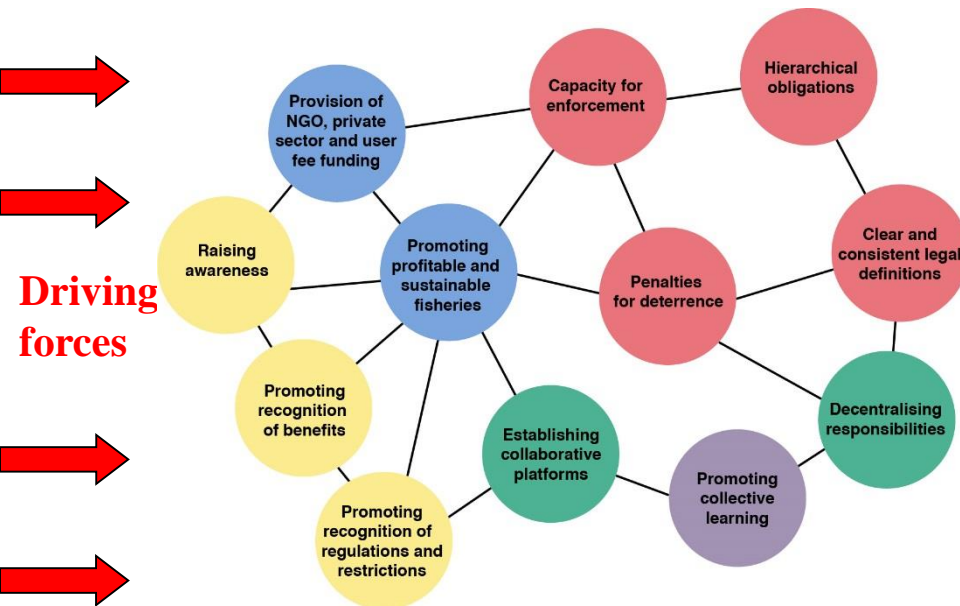 Hierarchical
obligations
Capacity for
enforcement
Provision of
NGO, private
sector and user
fee funding
Raising
awareness
Promoting
profitable and
sustainable
fisheries
Clear and
consistent legal
definitions
Penalties
for deterrence
Driving
forces
Promoting
recognition
of benefits
Decentralising
responsibilities
Establishing
collaborative
platforms
Promoting
collective
learning
Promoting
recognition of
regulations and
restrictions